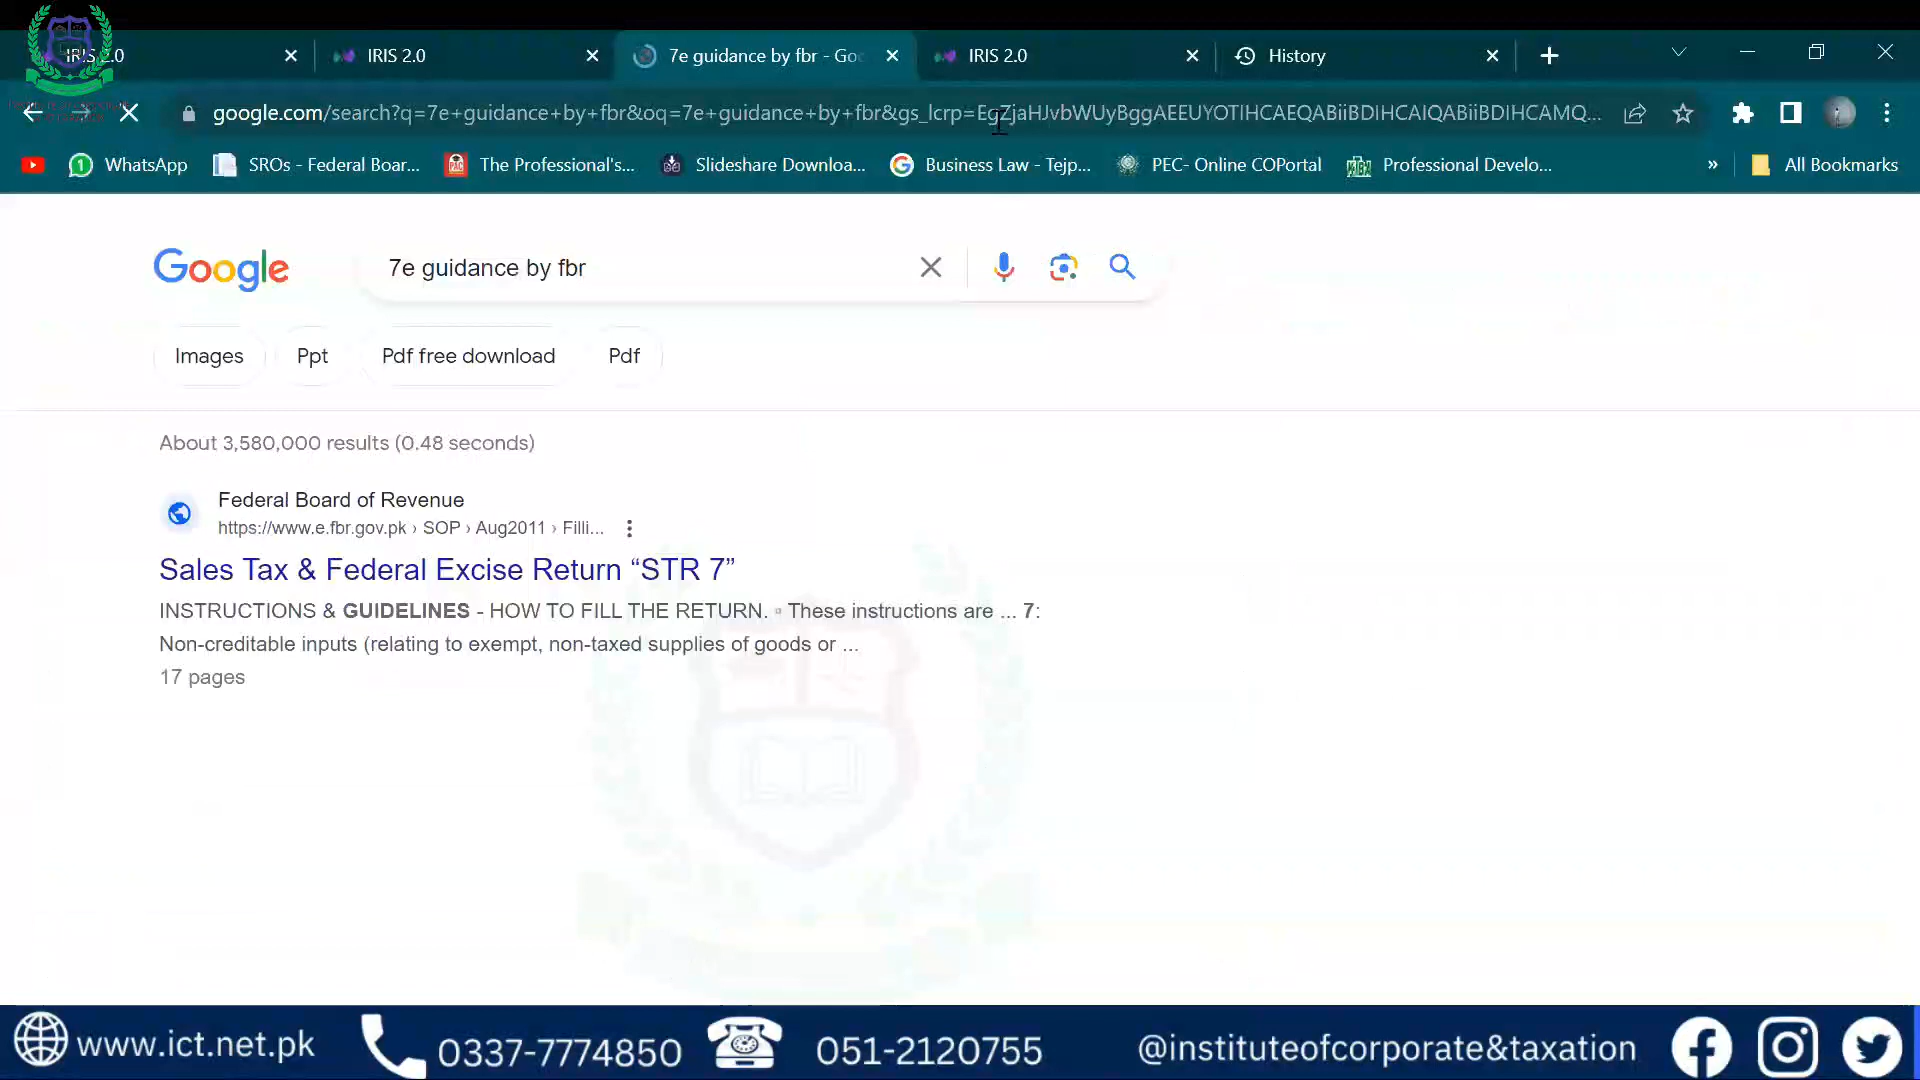 IRIS 2.0
IRIS 2.0
7e guidance by fbr - Goo
IRIS 2.0
History
google.com/search?q=7e+guidance+by+fbr&oq=7e+guidance+by+fbr&gs_lcrp=EgZjaHJvbWUyBggAEEUYOTIHCAEQABiiBDIHCAIQABiiBDIHCAMQ...
WhatsApp
SROs - Federal Boar...
The Professional's...
Slideshare Downloa...
Business Law - Tejp...
PEC- Online COPortal
Professional Develo...
»
All Bookmarks
Google
7e guidance by fbr
Images
Ppt
Pdf free download
Pdf
About 3,580,000 results (0.48 seconds)
Federal Board of Revenue
https://www.e.fbr.gov.pk › SOP › Aug2011 › Filli...
Sales Tax & Federal Excise Return “STR 7”
INSTRUCTIONS & GUIDELINES - HOW TO FILL THE RETURN. ▫ These instructions are ... 7:
Non-creditable inputs (relating to exempt, non-taxed supplies of goods or ...
17 pages
www.ict.net.pk
0337-7774850
051-2120755
@instituteofcorporate&taxation